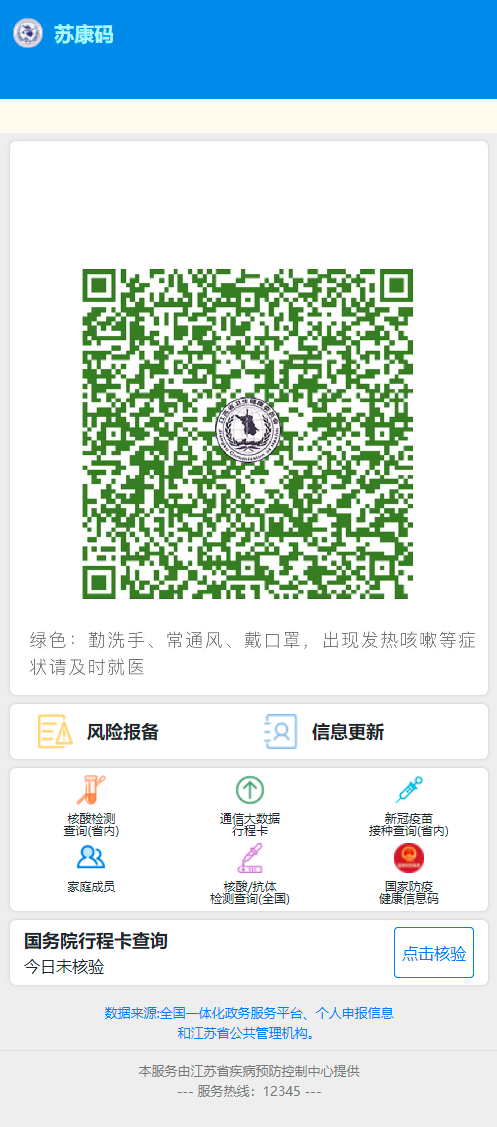 苏康码
绿色：勤洗手、常通风、戴口罩，出现发热咳嗽等症
状请及时就医
风险报备 信息更新
核酸检测 通信大数据 新冠疫苗
查询(省内) 行程卡 接种查询(省内)
家庭成员 核酸/抗体 国家防疫
检测查询(全国) 健康信息码
国务院行程卡查询
今日未核验 点击核验
数据来源:全国一体化政务服务平台、个人申报信息
和江苏省公共管理机构。
本服务由江苏省疾病预防控制中心提供
--- 服务热线：12345 ---